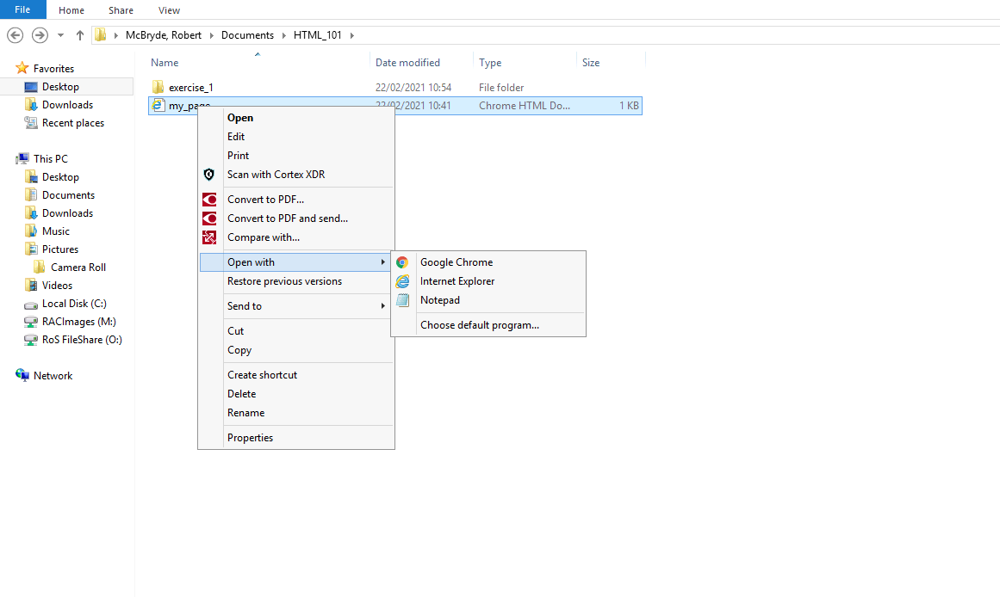 File Home Share View
McBryde, Robert Documents HTML_101
Name Date modified Type Size
Favorites
Desktop
Downloads
Recent places
This PC
Desktop
Documents
Downloads
Music
Pictures
Camera Roll
Videos
Local Disk (C:)
RACImages (M:)
RoS FileShare (O:)
Network
exercise_1 22/02/2021 10:54 File folder
my_page 22/02/2021 10:41 Chrome HTML Do... 1 KB
Open
Edit
Print
Scan with Cortex XDR
Convert to PDF...
Convert to PDF and send...
Compare with...
Open with
Restore previous versions
Send to
Cut
Copy
Create shortcut
Delete
Rename
Properties
Google Chrome
Internet Explorer
Notepad
Choose default program...